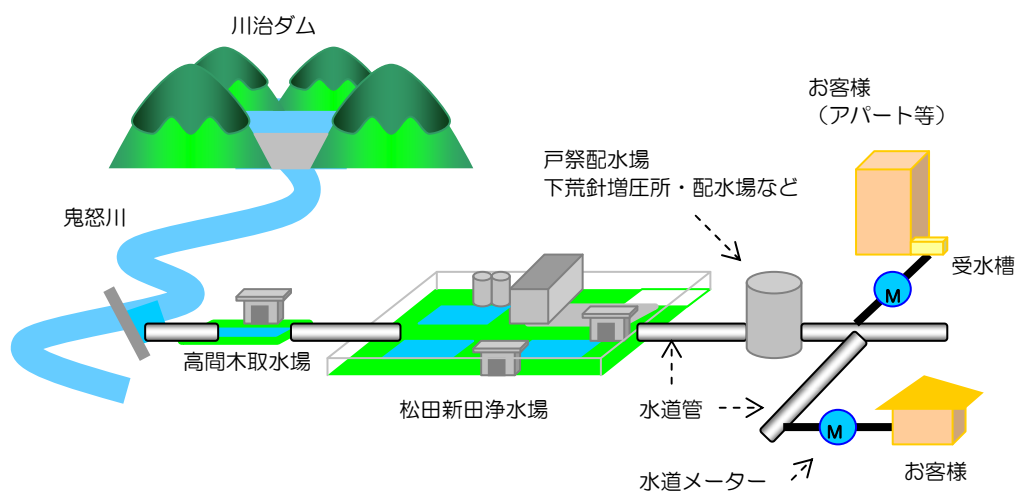 川治ダム
お客様
（アパート等）
戸祭配水場
下荒針増圧所・配水場など
鬼怒川
受水槽
M
高間木取水場
松田新田浄水場
水道管
M
お客様
水道メーター